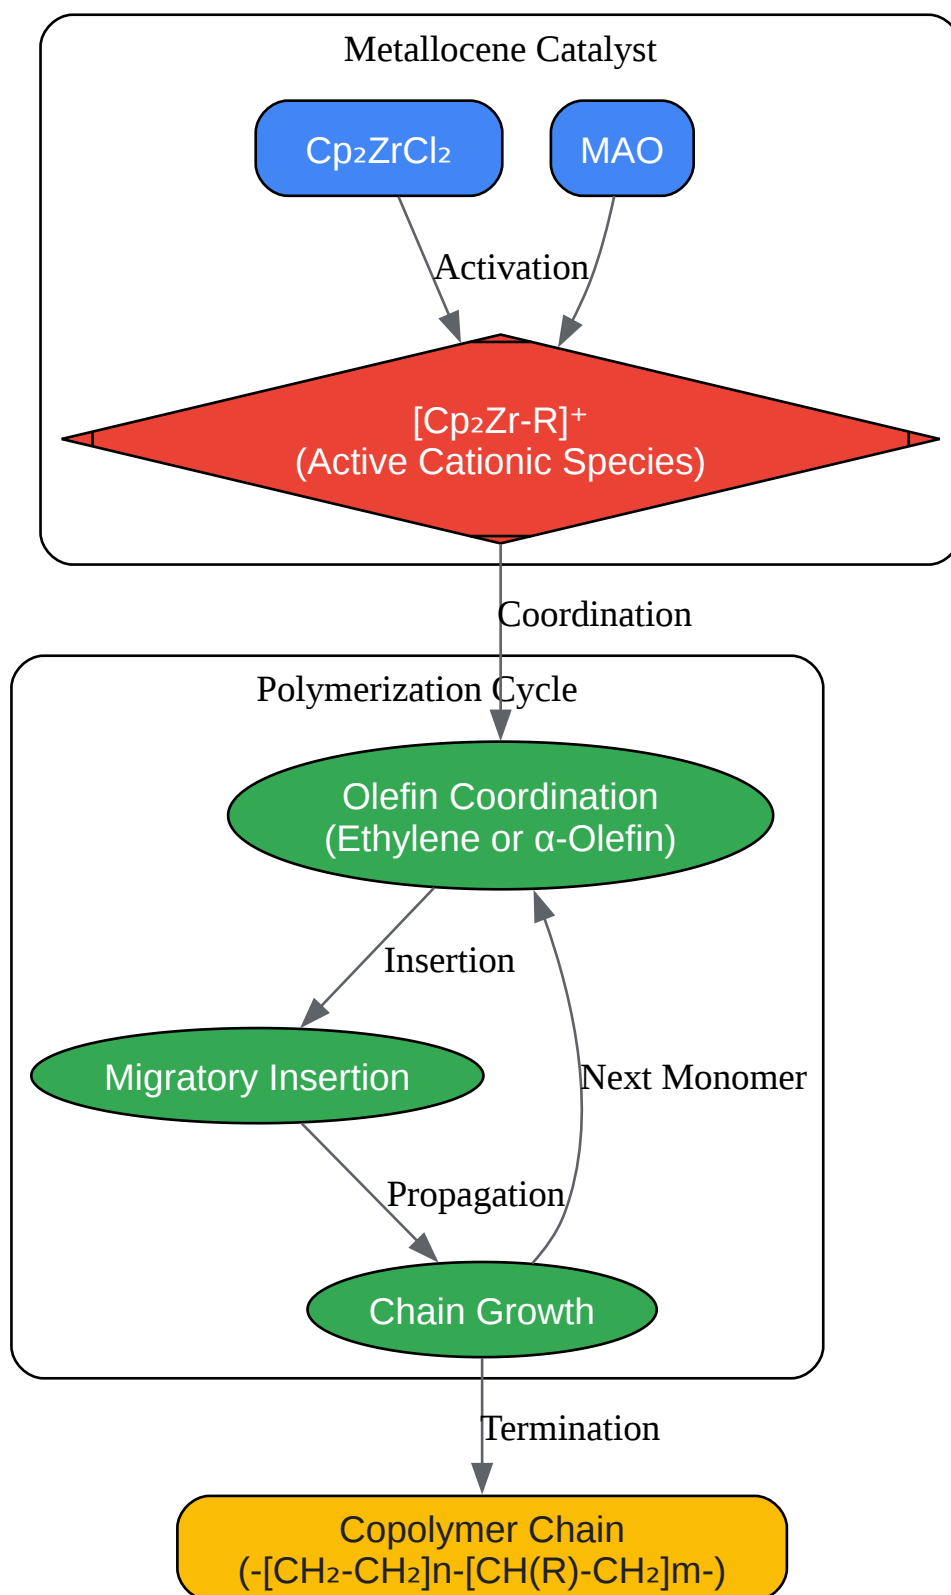 Metallocene Catalyst
Cp₂ZrCl₂
MAO
Activation
[Cp₂Zr-R]⁺
(Active Cationic Species)
Coordination
Polymerization Cycle
Olefin Coordination
(Ethylene or α-Olefin)
Insertion
Migratory Insertion
Next Monomer
Propagation
Chain Growth
Termination
Copolymer Chain
(-[CH₂-CH₂]n-[CH(R)-CH₂]m-)